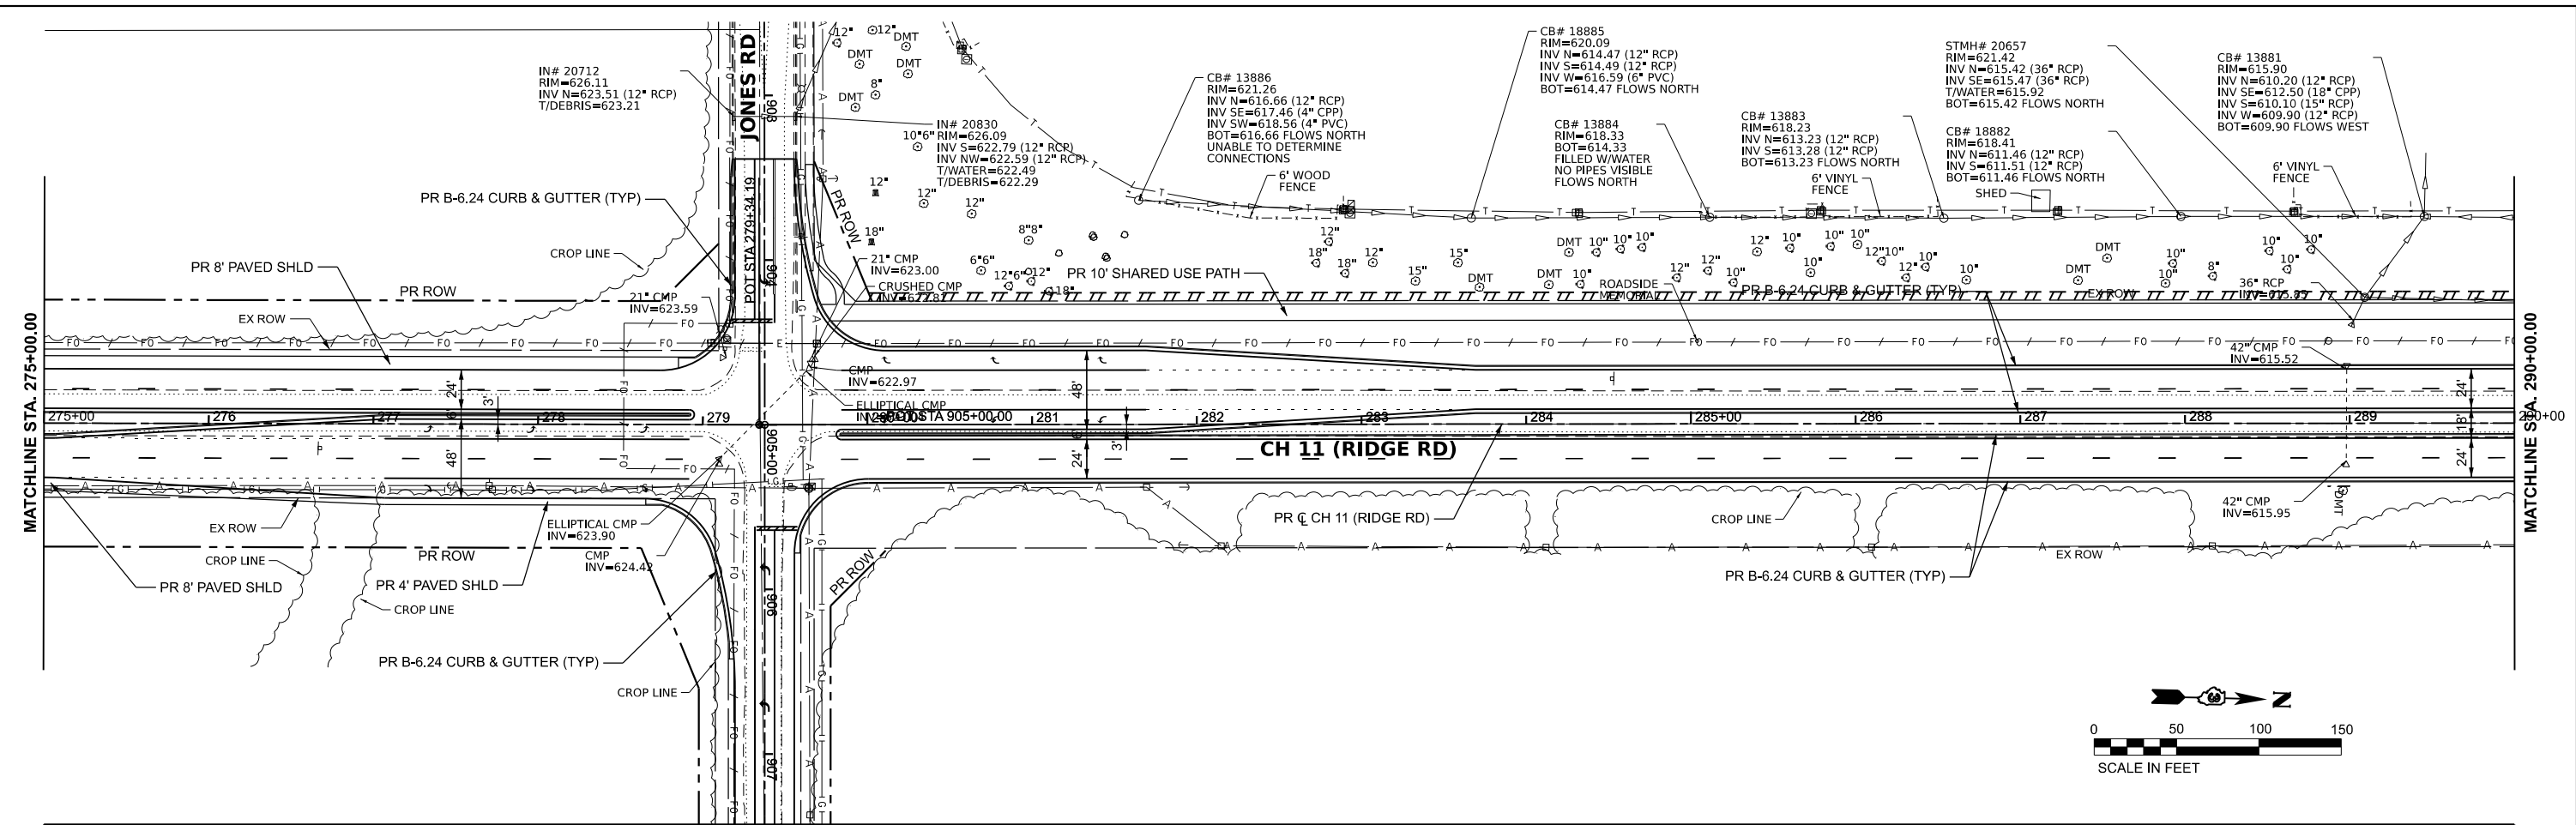 JONES RD
IN# 20712
RIM=626.11
INV N=623.51 (12" RCP)
T/DEBRIS=623.21
IN# 20830
RIM=626.09
INV S=622.79 (12" RCP)
INV NW=622.59 (12" RCP)
T/WATER=622.49
T/DEBRIS=622.29
CB# 13886
RIM=621.26
INV N=616.66 (12" RCP)
INV SE=617.46 (4" CPP)
INV SW=618.56 (4" PVC)
BOT=616.66 FLOWS NORTH
UNABLE TO DETERMINE
CONNECTIONS
6' WOOD
FENCE
CB# 18885
RIM=620.09
INV N=614.47 (12" RCP)
INV S=614.49 (12" RCP)
INV W=616.59 (6" PVC)
BOT=614.47 FLOWS NORTH
CB# 13884
RIM=618.33
BOT=614.33
FILLED W/WATER
NO PIPES VISIBLE
FLOWS NORTH
CB# 13883
RIM=618.23
INV N=613.23 (12" RCP)
INV S=613.28 (12" RCP)
BOT=613.23 FLOWS NORTH
6' VINYL
FENCE
STMH# 20657
RIM=621.42
INV N=615.42 (36" RCP)
INV SE=615.47 (36" RCP)
T/WATER=615.92
BOT=615.42 FLOWS NORTH
CB# 18882
RIM=618.41
INV N=611.46 (12" RCP)
INV S=611.51 (12" RCP)
BOT=611.46 FLOWS NORTH
SHED
CB# 13881
RIM=615.90
INV N=610.20 (12" RCP)
INV SE=612.50 (18" CPP)
INV S=610.10 (15" RCP)
INV W=609.90 (12" RCP)
BOT=609.90 FLOWS WEST
6' VINYL
FENCE
PR B-6.24 CURB & GUTTER (TYP)
CROP LINE
PR 8' PAVED SHLD
PR ROW
EX ROW
21" CMP
INV=623.59
POT STA 279+34.19
903
904
PR ROW
21" CMP
INV=623.00
CRUSHED CMP
CMP
INV=622.97
ELLIPTICAL CMP
POT STA 905+00.00
PR 10' SHARED USE PATH
ROADSIDE
MEMORIAL
PR B-6.24 CURB & GUTTER (TYP)
EX ROW
36" RCP
INV=615.85
42" CMP
INV=615.52
MATCHLINE STA. 275+00.00
275+00
276
277
278
279
281
282
283
284
285+00
286
287
288
289
290+00
MATCHLINE STA. 290+00.00
24'
6'
3'
48'
48'
24'
3'
24'
18'
24'
CH 11 (RIDGE RD)
905+00
906
907
EX ROW
CROP LINE
PR 8' PAVED SHLD
PR ROW
PR 4' PAVED SHLD
CROP LINE
ELLIPTICAL CMP
INV=623.90
CMP
INV=624.42
PR B-6.24 CURB & GUTTER (TYP)
CROP LINE
PR ROW
PR ℄ CH 11 (RIDGE RD)
CROP LINE
42" CMP
INV=615.95
DMT
EX ROW
PR B-6.24 CURB & GUTTER (TYP)
N
0 50 100 150
SCALE IN FEET